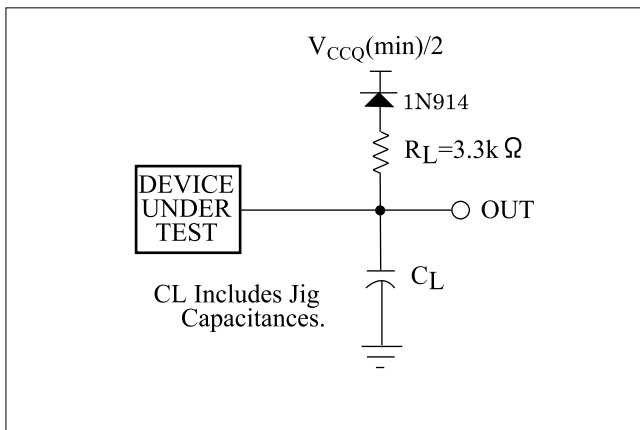 VCCQ(min)/2
1N914
RL=3.3k Ω
DEVICE
UNDER
TEST
OUT
CL
CL Includes Jig
Capacitances.